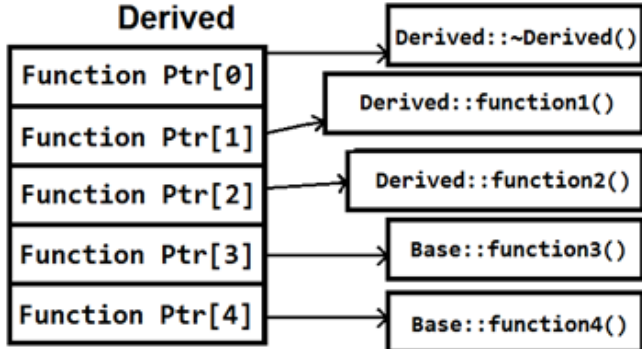 Derived
Function Ptr[0]
Derived::~Derived()
Function Ptr[1]
Derived::function1()
Function Ptr[2]
Derived::function2()
Function Ptr[3]
Base::function3()
Function Ptr[4]
Base::function4()